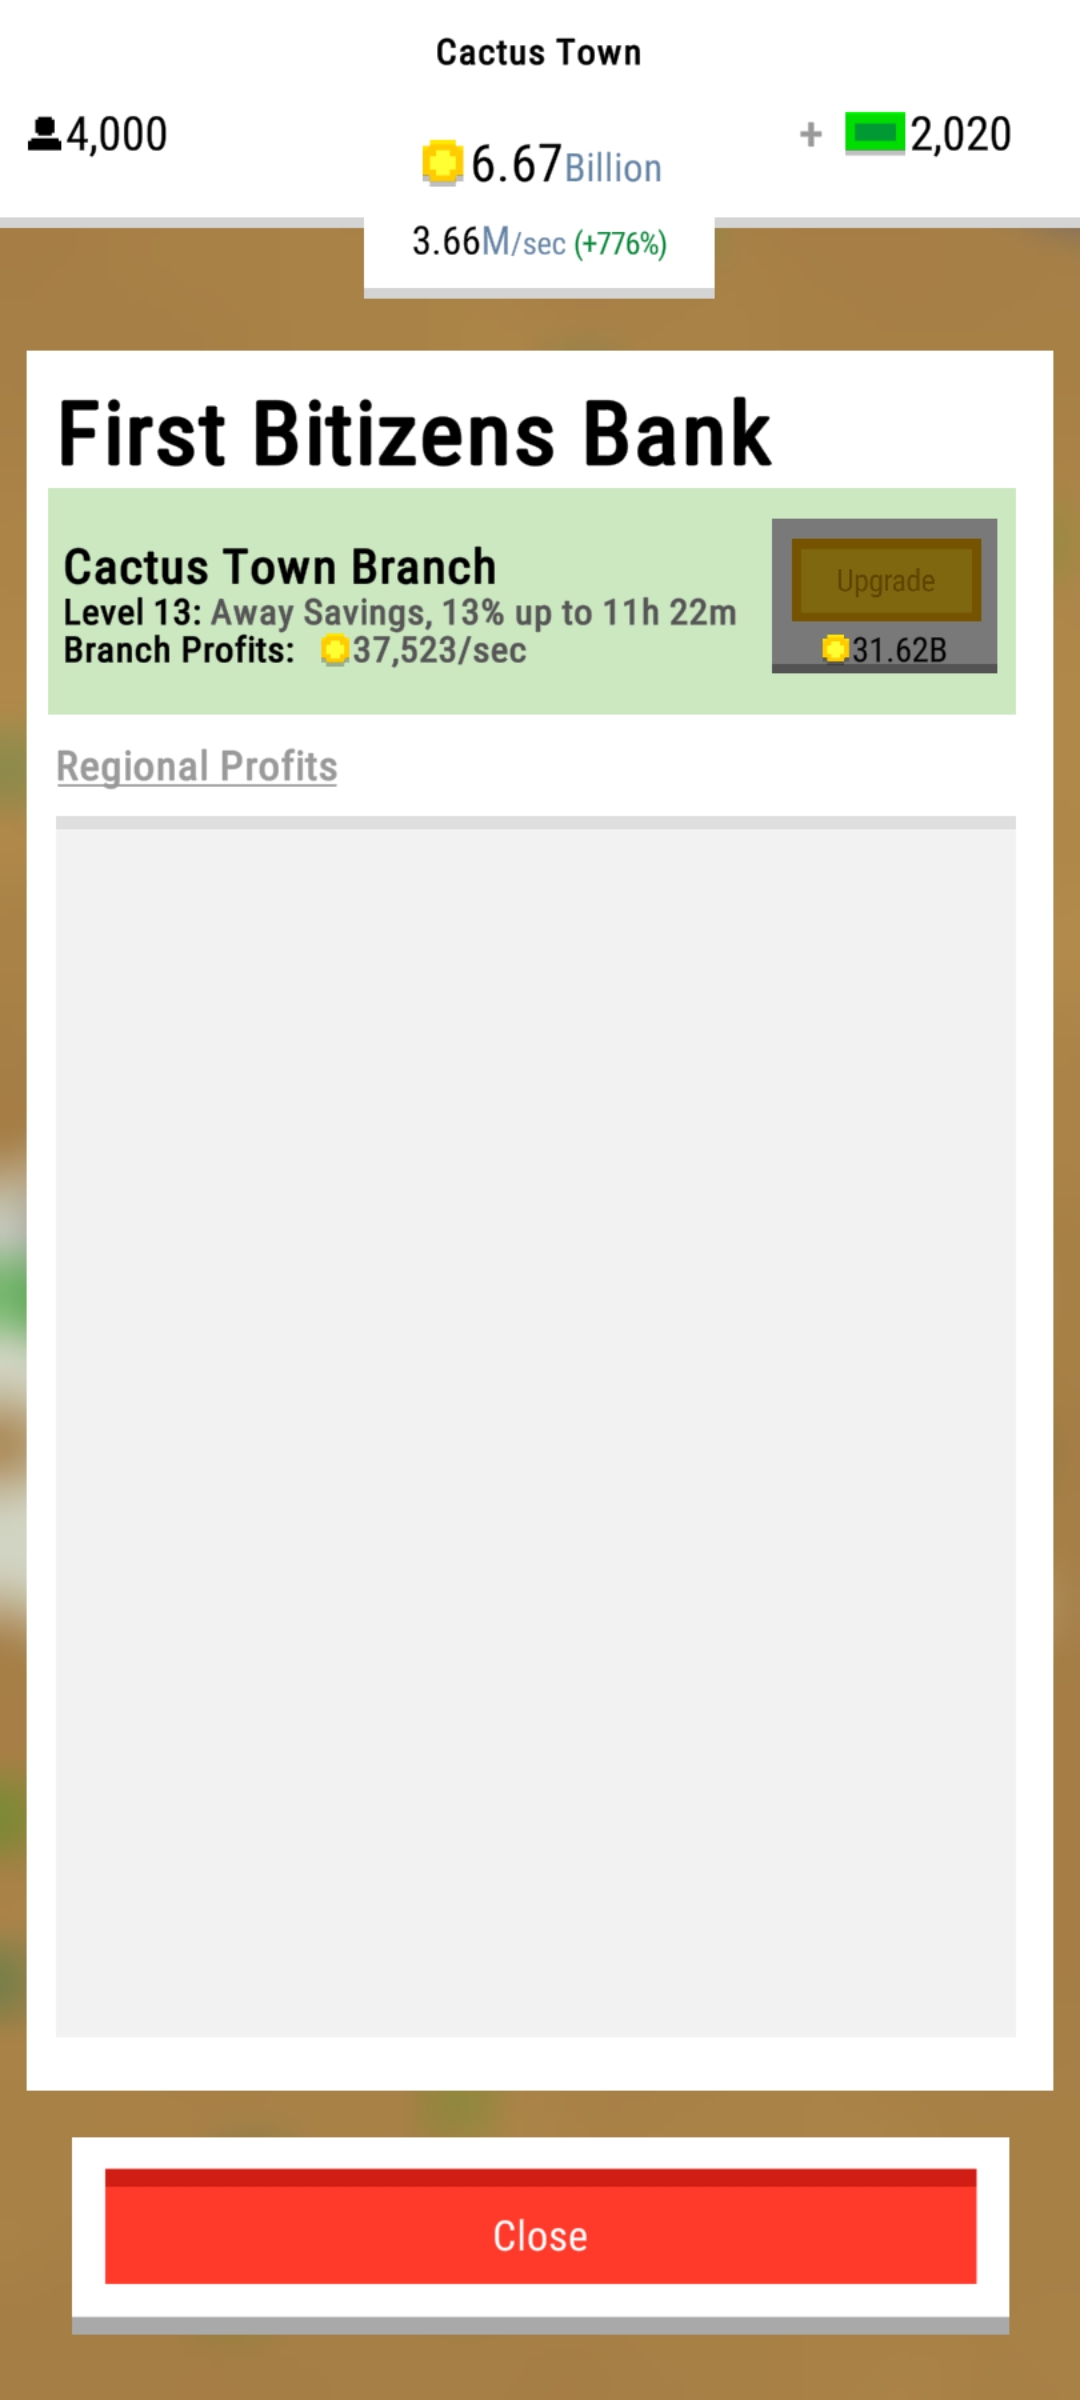 Cactus Town
4,000
6.67Billion
+ 2,020
3.66M/sec (+776%)
First Bitizens Bank
Cactus Town Branch
Level 13: Away Savings, 13% up to 11h 22m
Branch Profits: 37,523/sec
Upgrade
31.62B
Regional Profits
Close